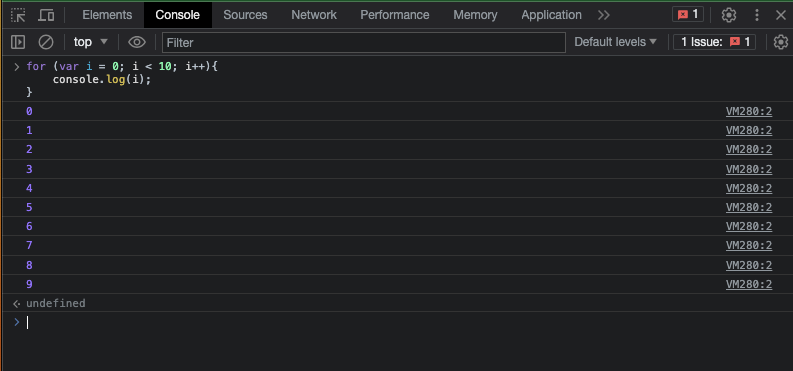 Elements Console Sources Network Performance Memory Application 1
top Filter Default levels 1 Issue: 1
for (var i = 0; i < 10; i++){
    console.log(i);
}
0 VM280:2
1 VM280:2
2 VM280:2
3 VM280:2
4 VM280:2
5 VM280:2
6 VM280:2
7 VM280:2
8 VM280:2
9 VM280:2
undefined